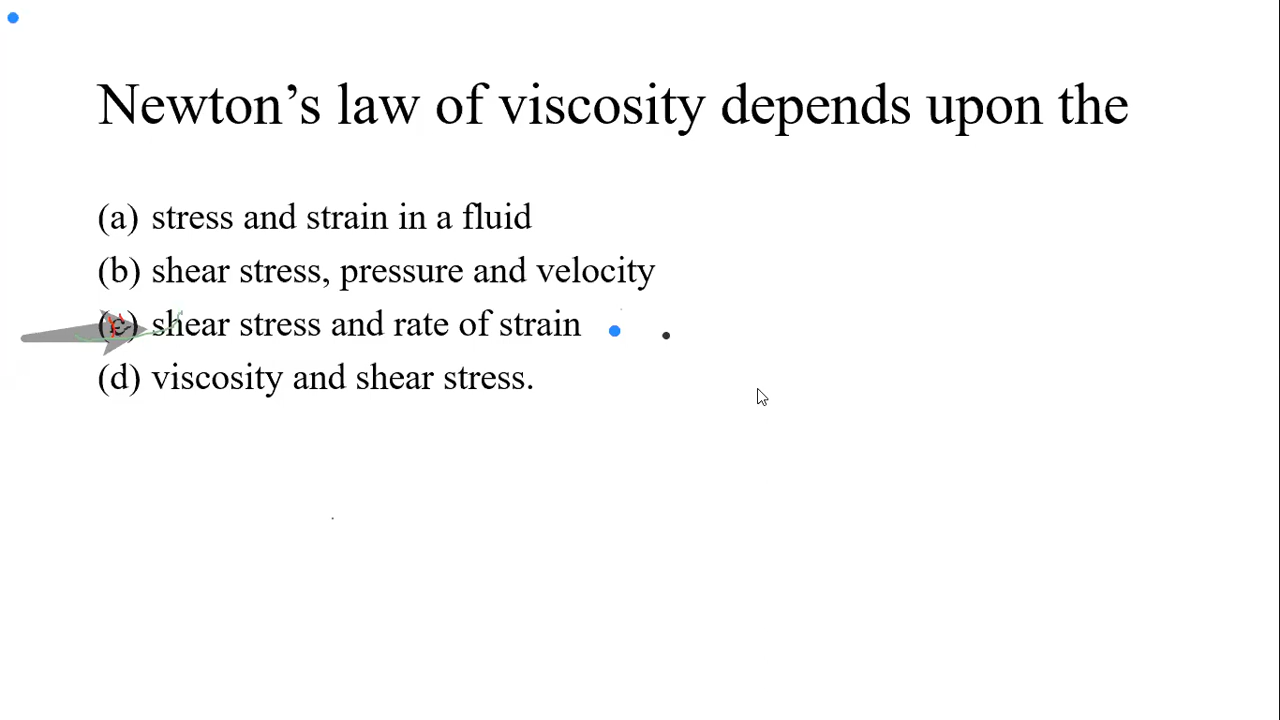 Newton’s law of viscosity depends upon the
(a) stress and strain in a fluid
(b) shear stress, pressure and velocity
(c) shear stress and rate of strain
(d) viscosity and shear stress.